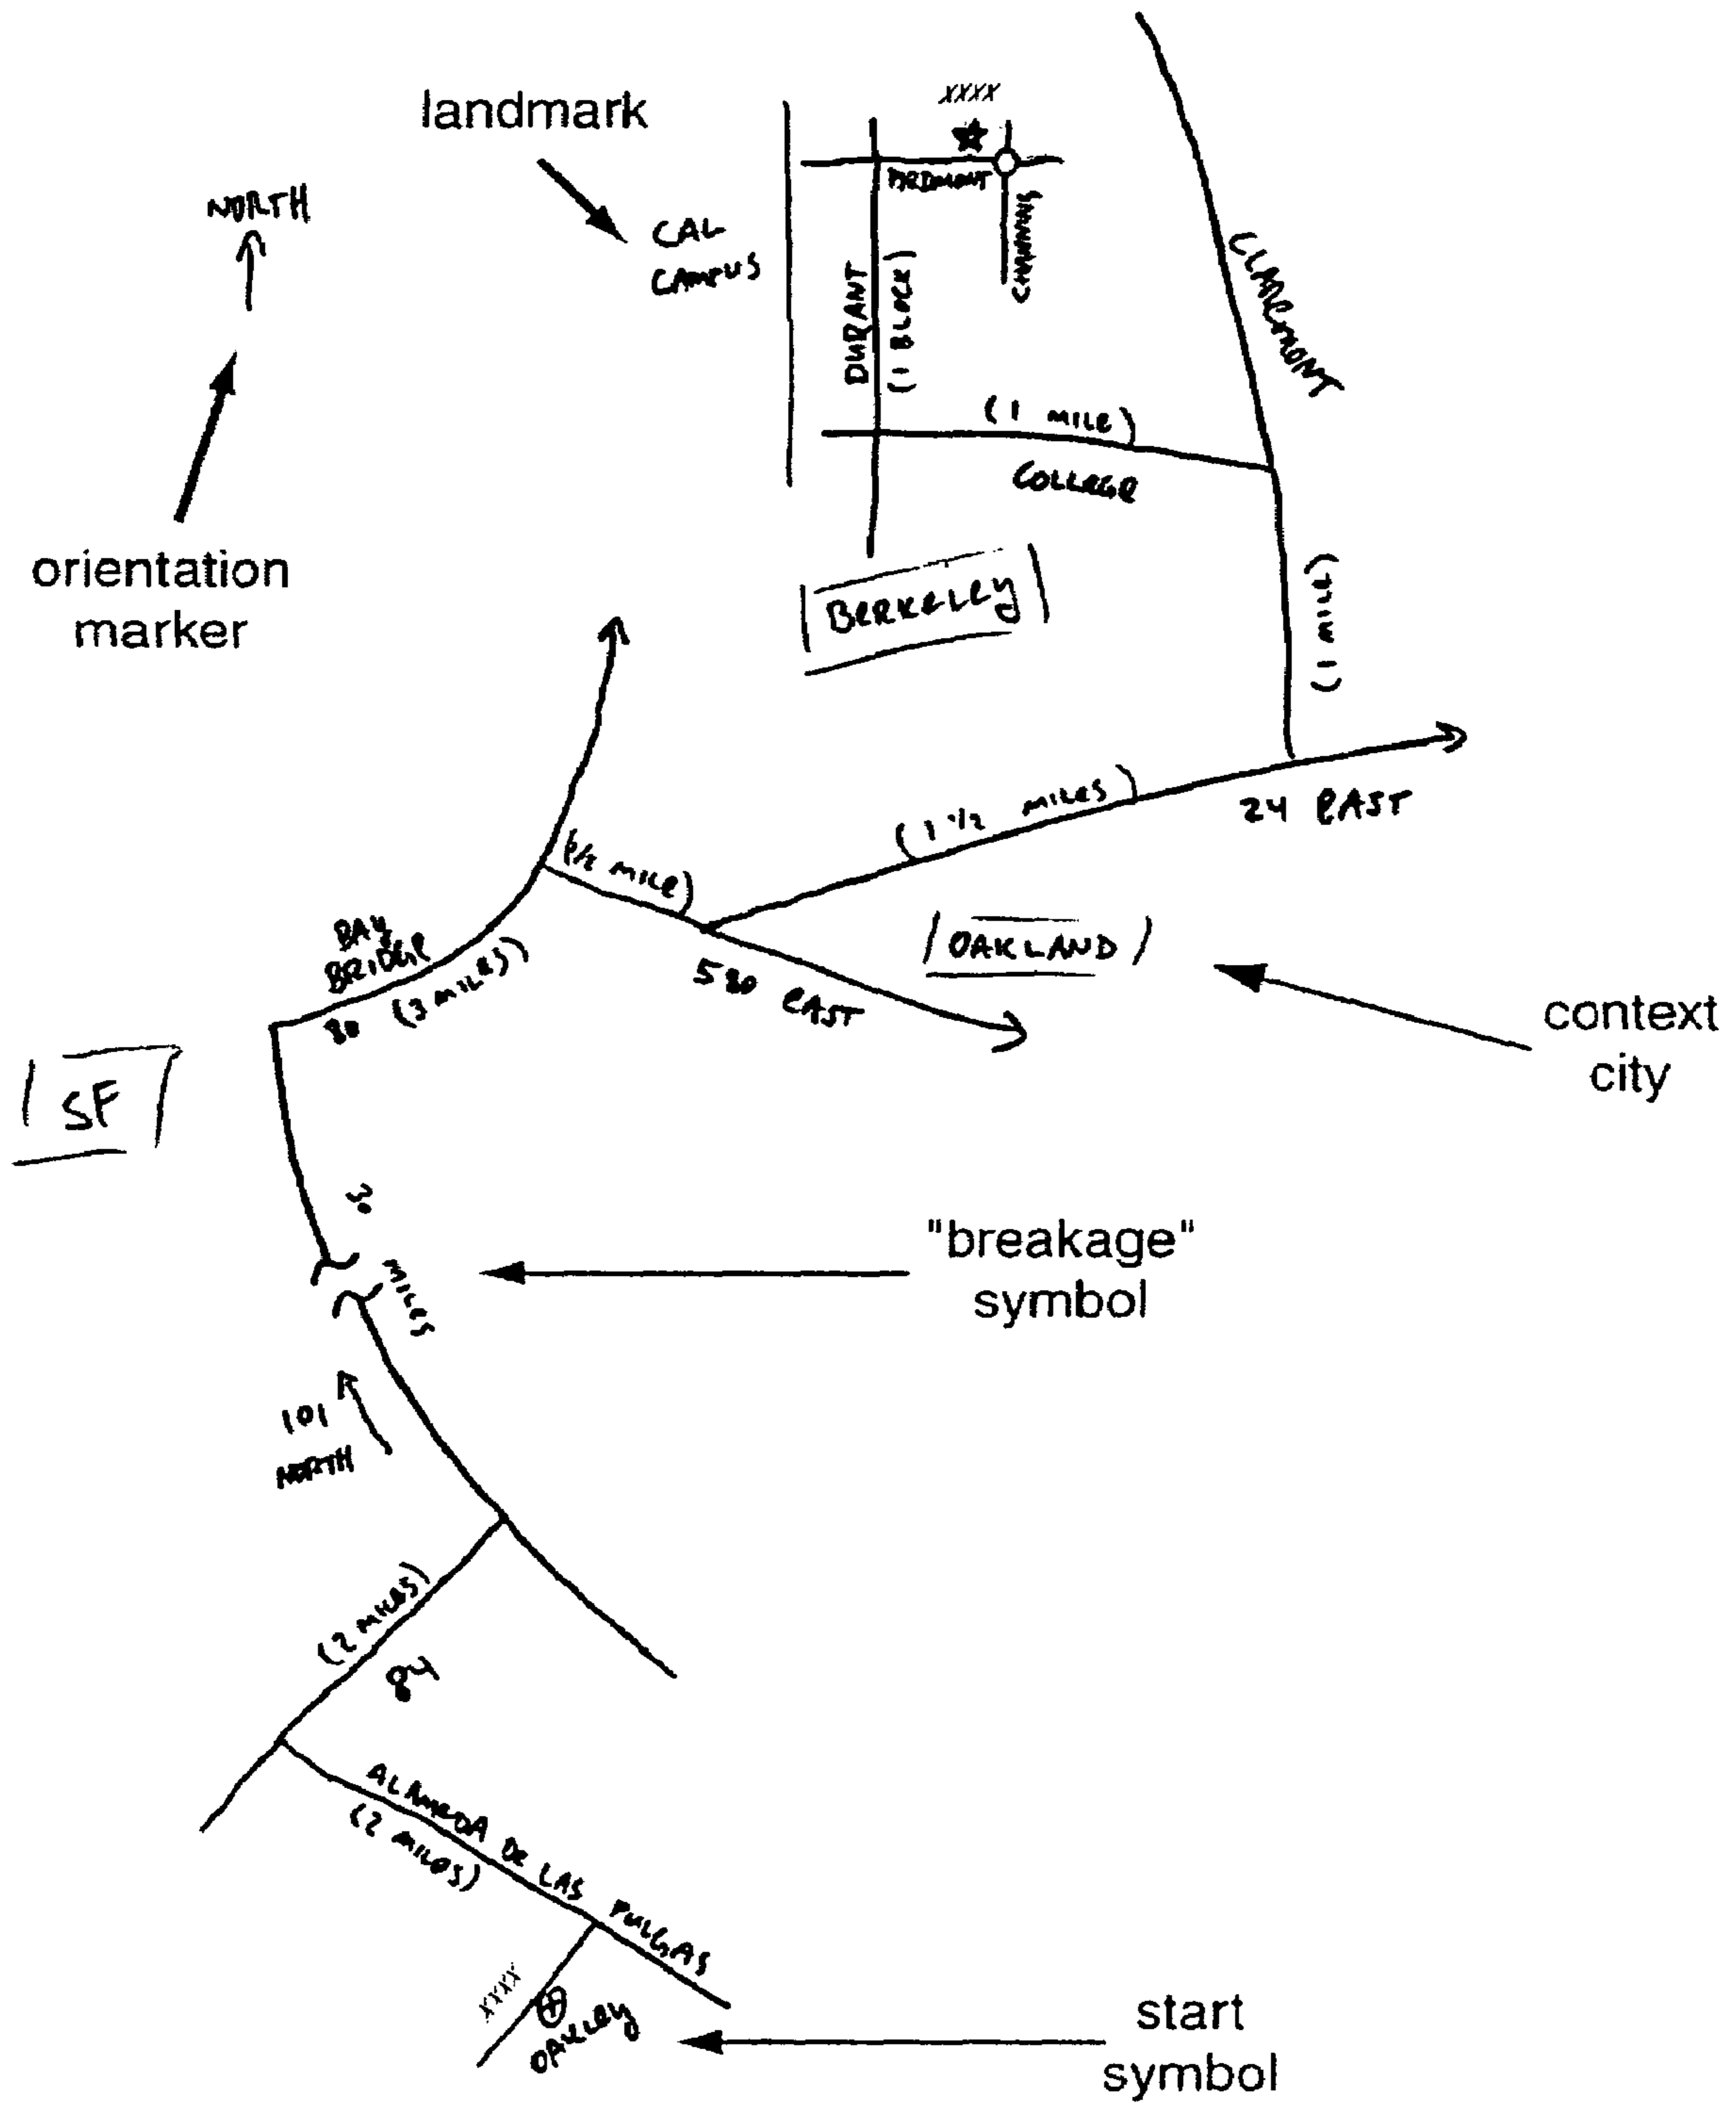 landmark
XXXX
NORTH
CAL
CAMPUS
PIEDMONT
CHANNING
DURANT
(1 BLOCK)
CLAREMONT
(1 MILE)
COLLEGE
orientation
marker
BERKELEY
(1 MILE)
(1 1/2 MILES)
24 EAST
(1/2 MILE)
BAY
BRIDGE
80
(3 MILES)
580 EAST
OAKLAND
context
city
SF
30
MILES
"breakage"
symbol
101
NORTH
(2 MILES)
84
ALAMEDA DE LAS PULGAS
(2 MILES)
XXXX
OAKLEY
start
symbol